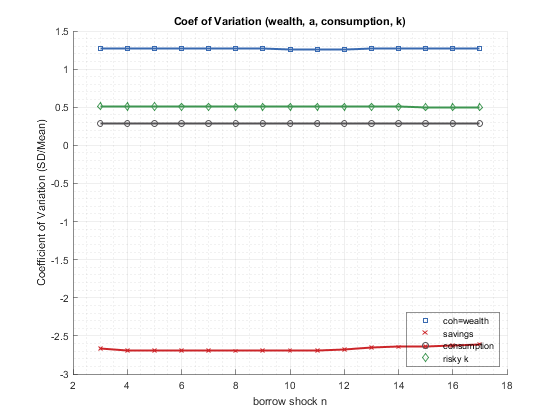 Coef of Variation (wealth, a, consumption, k)
1.5
1
0.5
0
-0.5
-1
-1.5
-2
-2.5
-3
Coefficient of Variation (SD/Mean)
coh=wealth
savings
consumption
risky k
2 4 6 8 10 12 14 16 18
borrow shock n